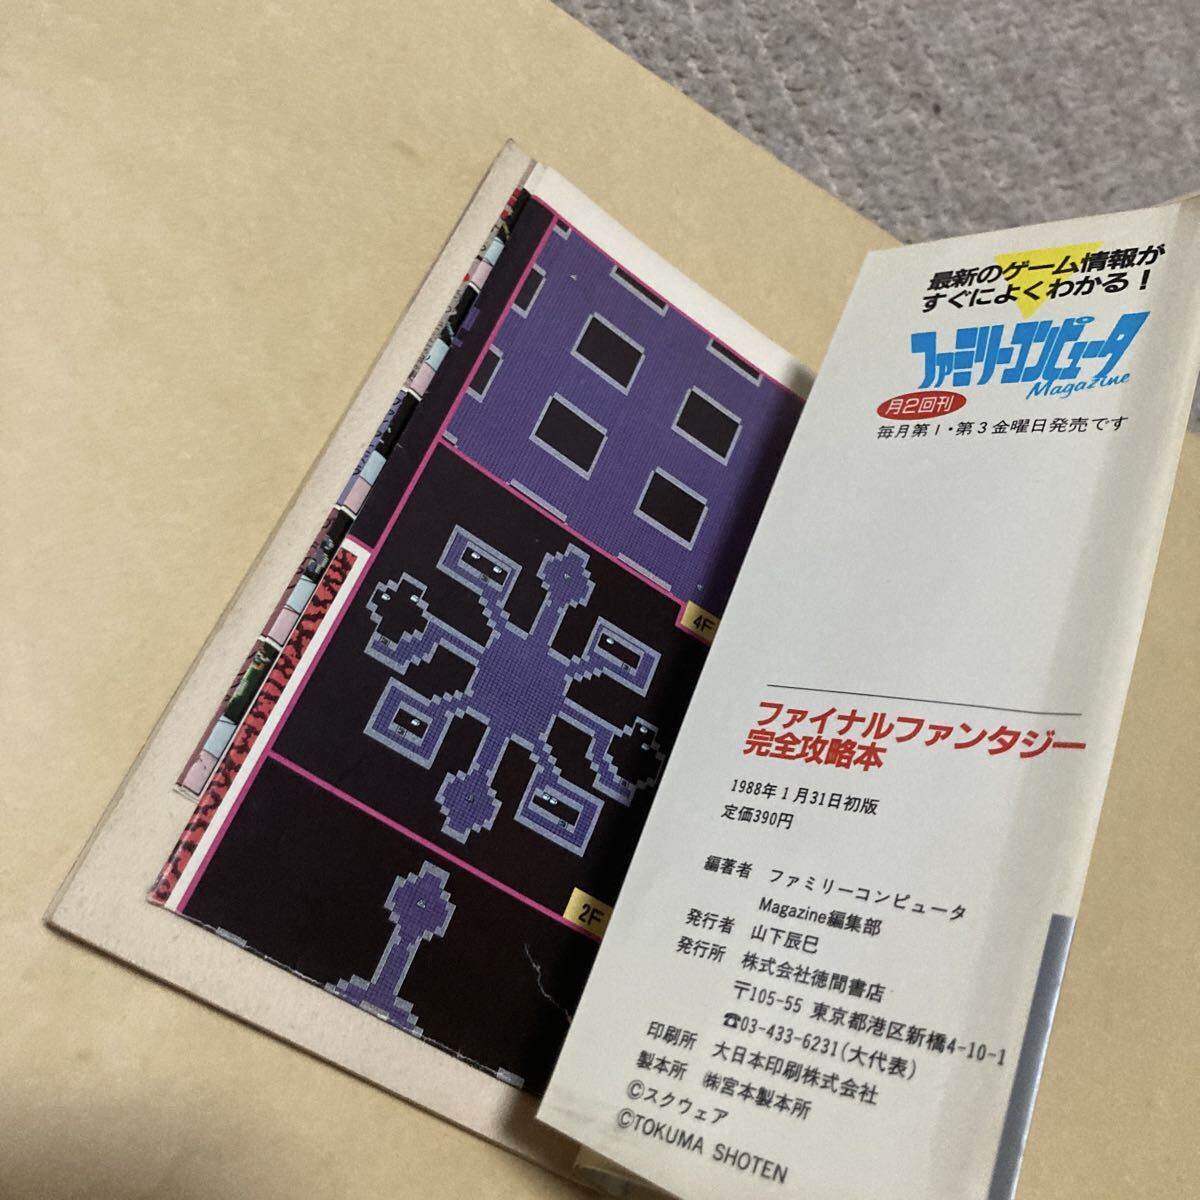 最新のゲーム情報が
すぐによくわかる!
ファミリーコンピュータ
Magazine
月2回刊
毎月第1・第3金曜日発売です
4F
2F
ファイナルファンタジー
完全攻略本
1988年1月31日初版
定価390円
編著者 ファミリーコンピュータ
Magazine編集部
発行者 山下辰巳
発行所 株式会社徳間書店
〒105-55 東京都港区新橋4-10-1
☎03-433-6231(大代表)
印刷所 大日本印刷株式会社
製本所 ㈱宮本製本所
©スクウェア
©TOKUMA SHOTEN